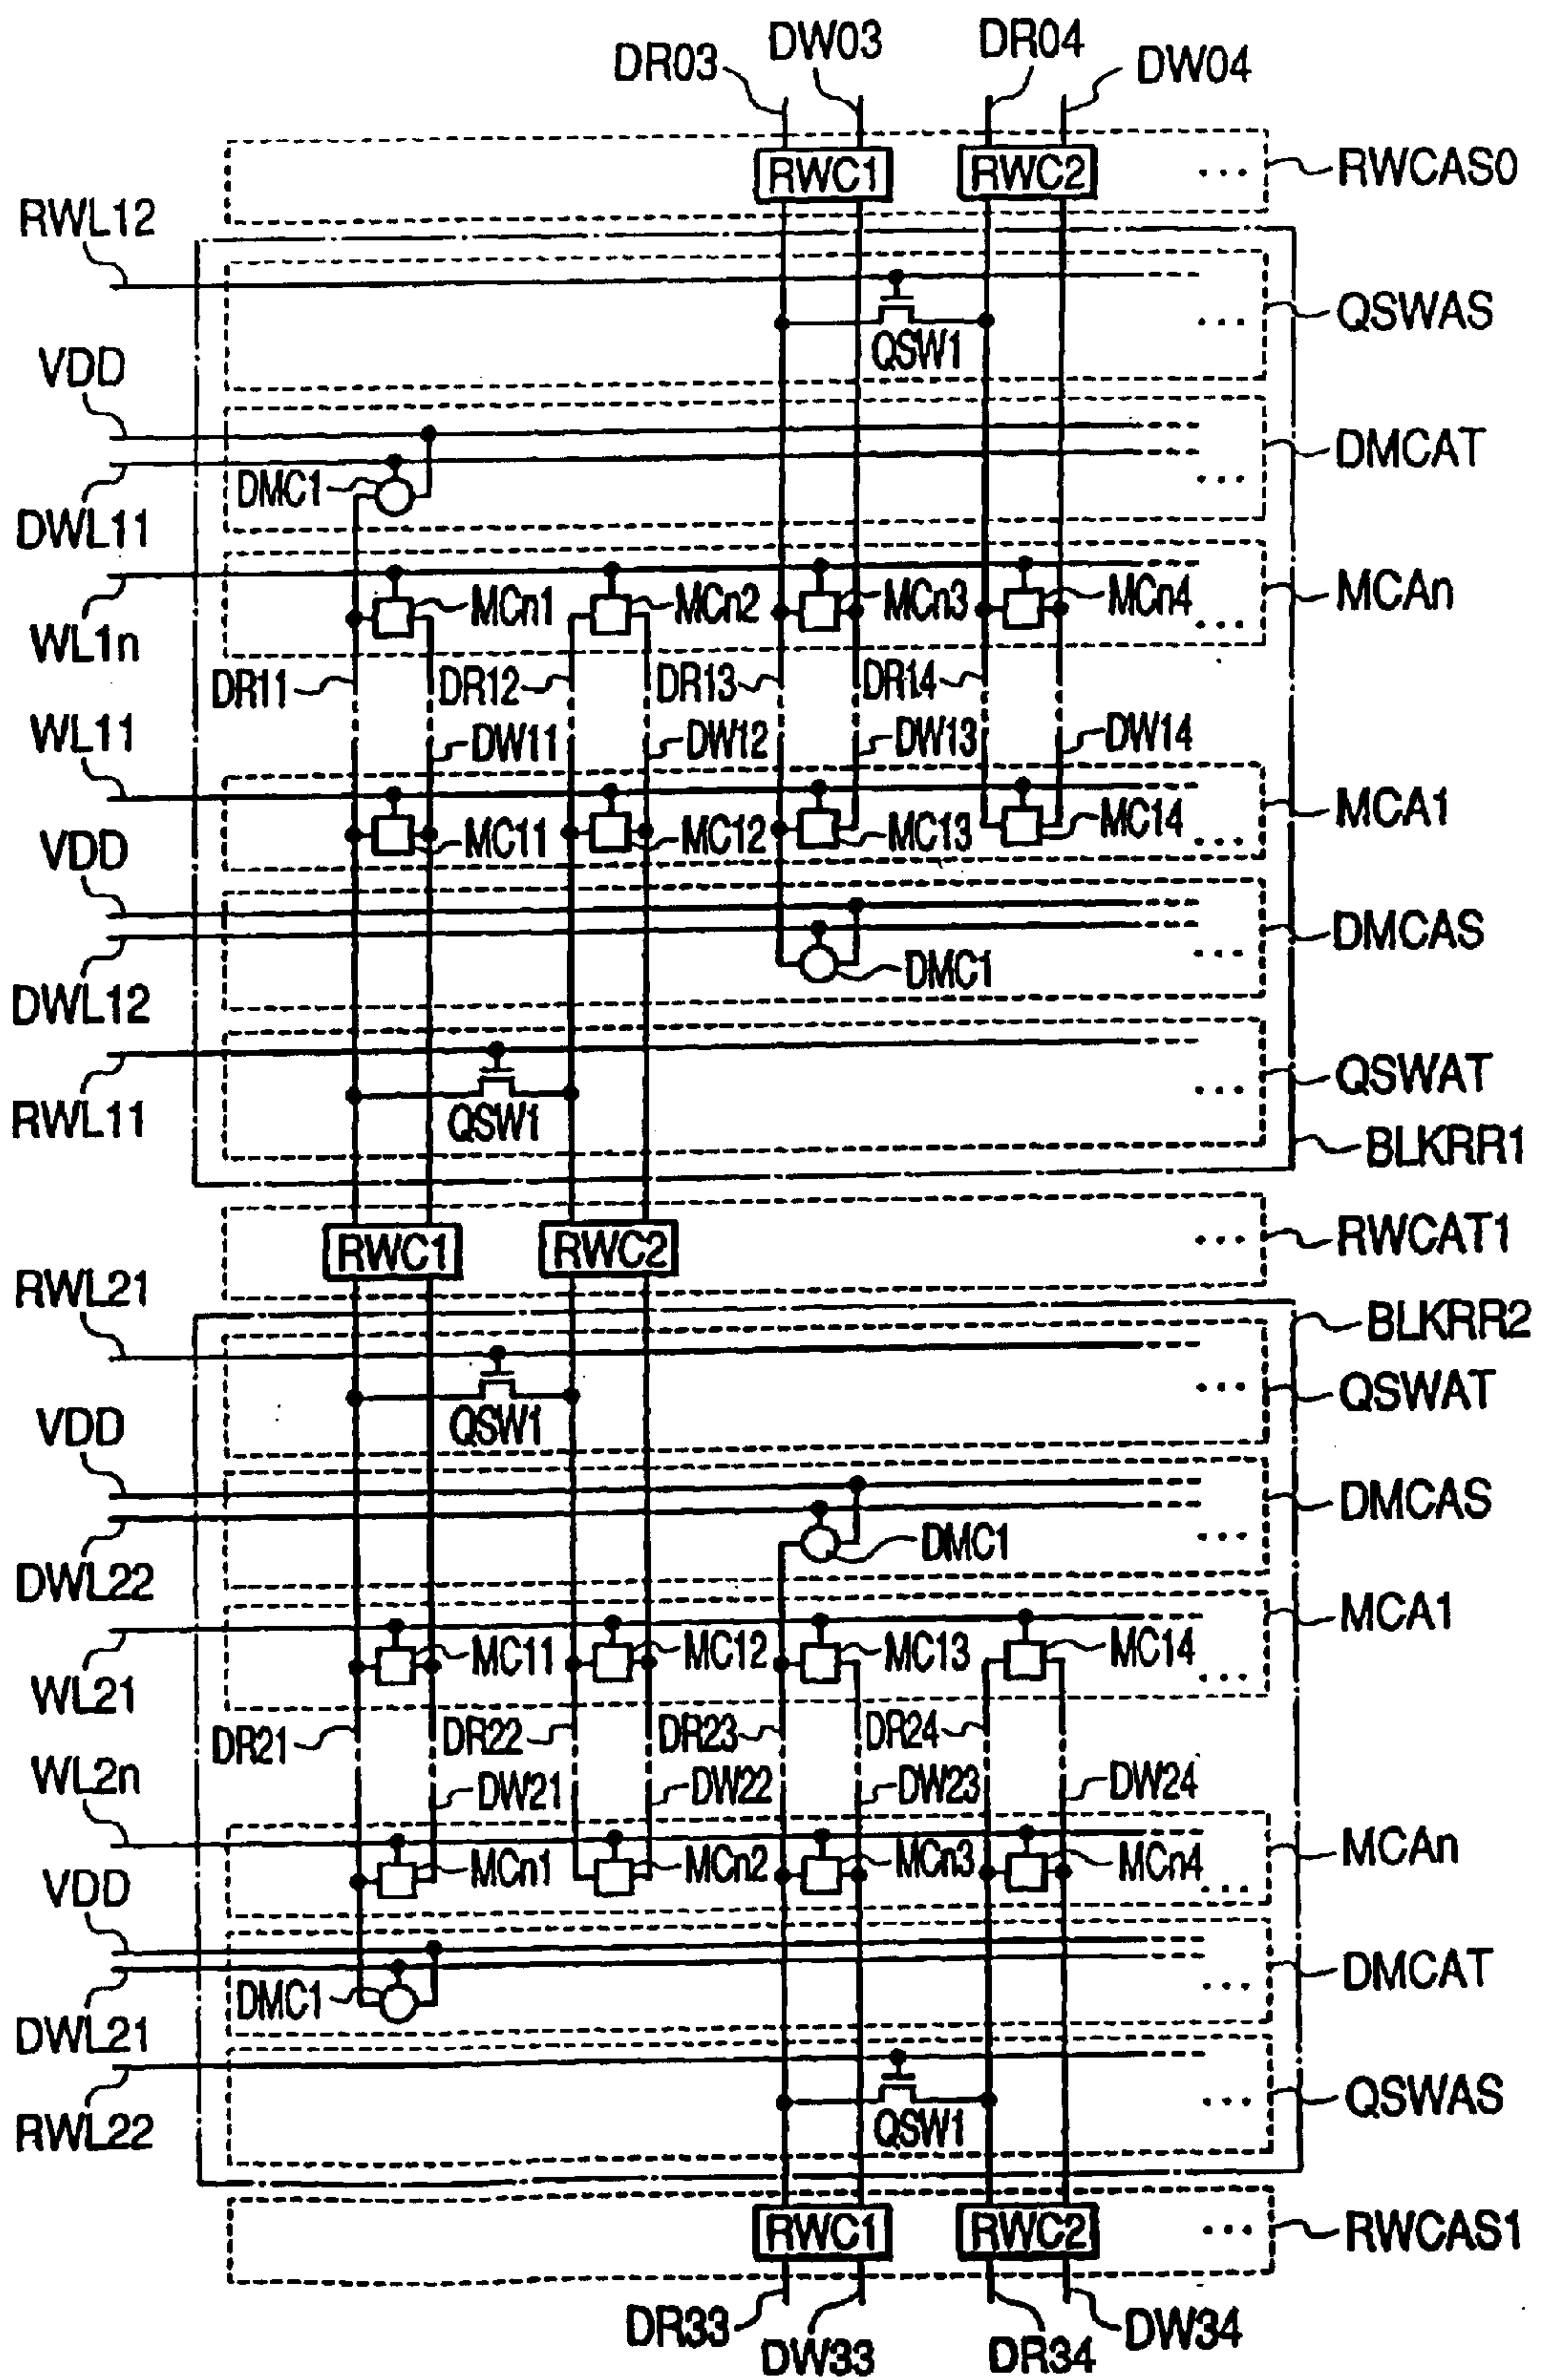 DR03 DW03 DR04 DW04
RWC1 RWC2 ... RWCAS0
RWL12
QSW1 ... QSWAS
VDD
DMC1 ... DMCAT
DWL11
MCn1 MCn2 MCn3 MCn4 ... MCAn
WL1n
DR11 DR12 DR13 DR14
WL11
DW11 DW12 DW13 DW14
MC11 MC12 MC13 MC14 ... MCA1
VDD
DMC1 ... DMCAS
DWL12
QSW1 ... QSWAT
RWL11
BLKRR1
RWC1 RWC2 ... RWCAT1
RWL21
BLKRR2
QSW1 ... QSWAT
VDD
DMC1 ... DMCAS
DWL22
MC11 MC12 MC13 MC14 ... MCA1
WL21
DR21 DR22 DR23 DR24
WL2n
DW21 DW22 DW23 DW24
MCn1 MCn2 MCn3 MCn4 ... MCAn
VDD
DMC1 ... DMCAT
DWL21
QSW1 ... QSWAS
RWL22
RWC1 RWC2 ... RWCAS1
DR33 DW33 DR34 DW34